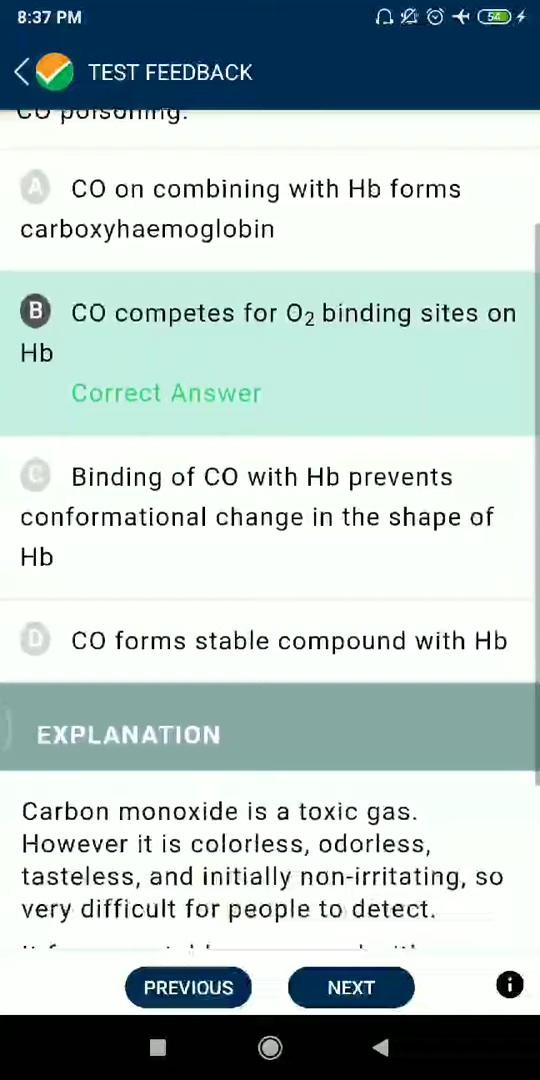 8:37 PM
54
TEST FEEDBACK
CO poisoning.
A CO on combining with Hb forms
carboxyhaemoglobin
B CO competes for O₂ binding sites on
Hb
Correct Answer
C Binding of CO with Hb prevents
conformational change in the shape of
Hb
D CO forms stable compound with Hb
EXPLANATION
Carbon monoxide is a toxic gas.
However it is colorless, odorless,
tasteless, and initially non-irritating, so
very difficult for people to detect.
PREVIOUS
NEXT